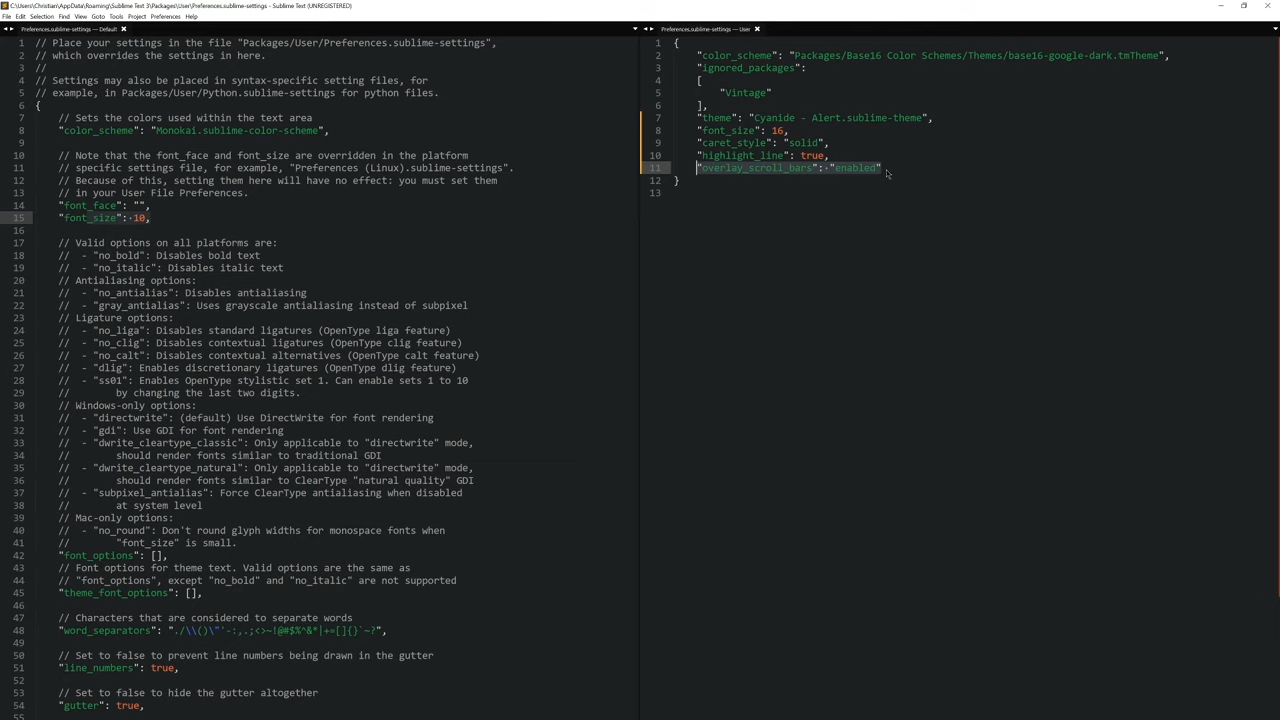 C:\Users\Christian\AppData\Roaming\Sublime Text 3\Packages\User\Preferences.sublime-settings - Sublime Text (UNREGISTERED)
File Edit Selection Find View Goto Tools Project Preferences Help
Preferences.sublime-settings — Default
1 // Place your settings in the file "Packages/User/Preferences.sublime-settings",
2 // which overrides the settings in here.
3 //
4 // Settings may also be placed in syntax-specific setting files, for
5 // example, in Packages/User/Python.sublime-settings for python files.
6 {
7 // Sets the colors used within the text area
8 "color_scheme": "Monokai.sublime-color-scheme",
9
10 // Note that the font_face and font_size are overridden in the platform
11 // specific settings file, for example, "Preferences (Linux).sublime-settings".
12 // Because of this, setting them here will have no effect: you must set them
13 // in your User File Preferences.
14 "font_face": "",
15 "font_size": 10,
16
17 // Valid options on all platforms are:
18 // - "no_bold": Disables bold text
19 // - "no_italic": Disables italic text
20 // Antialiasing options:
21 // - "no_antialias": Disables antialiasing
22 // - "gray_antialias": Uses grayscale antialiasing instead of subpixel
23 // Ligature options:
24 // - "no_liga": Disables standard ligatures (OpenType liga feature)
25 // - "no_clig": Disables contextual ligatures (OpenType clig feature)
26 // - "no_calt": Disables contextual alternatives (OpenType calt feature)
27 // - "dlig": Enables discretionary ligatures (OpenType dlig feature)
28 // - "ss01": Enables OpenType stylistic set 1. Can enable sets 1 to 10
29 // by changing the last two digits.
30 // Windows-only options:
31 // - "directwrite": (default) Use DirectWrite for font rendering
32 // - "gdi": Use GDI for font rendering
33 // - "dwrite_cleartype_classic": Only applicable to "directwrite" mode,
34 // should render fonts similar to traditional GDI
35 // - "dwrite_cleartype_natural": Only applicable to "directwrite" mode,
36 // should render fonts similar to ClearType "natural quality" GDI
37 // - "subpixel_antialias": Force ClearType antialiasing when disabled
38 // at system level
39 // Mac-only options:
40 // - "no_round": Don't round glyph widths for monospace fonts when
41 // "font_size" is small.
42 "font_options": [],
43 // Font options for theme text. Valid options are the same as
44 // "font_options", except "no_bold" and "no_italic" are not supported
45 "theme_font_options": [],
46
47 // Characters that are considered to separate words
48 "word_separators": "./\\()\"'-:,.;<>~!@#$%^&*|+=[]{}`~?",
49
50 // Set to false to prevent line numbers being drawn in the gutter
51 "line_numbers": true,
52
53 // Set to false to hide the gutter altogether
54 "gutter": true,
55
Preferences.sublime-settings — User
1 {
2 "color_scheme": "Packages/Base16 Color Schemes/Themes/base16-google-dark.tmTheme",
3 "ignored_packages":
4 [
5 "Vintage"
6 ],
7 "theme": "Cyanide - Alert.sublime-theme",
8 "font_size": 16,
9 "caret_style": "solid",
10 "highlight_line": true,
11 "overlay_scroll_bars": "enabled"
12 }
13